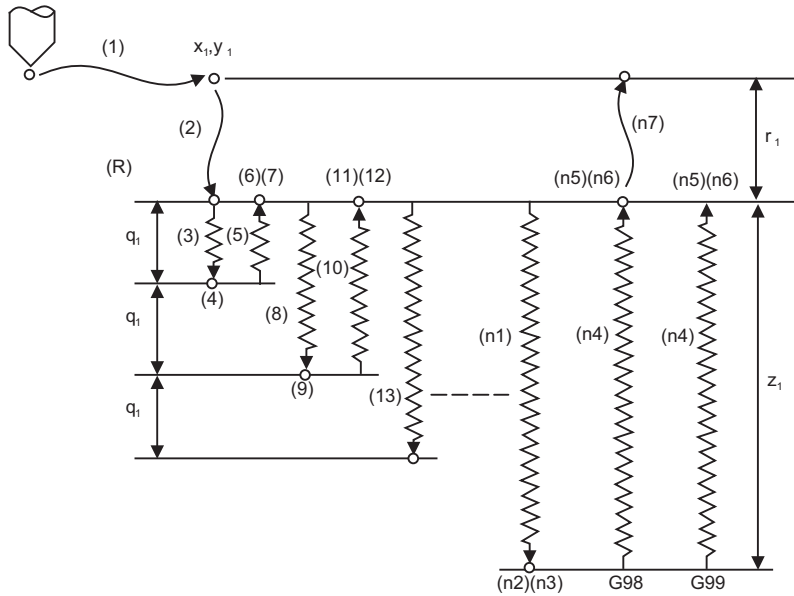 (1)
x₁,y₁
(2)
(n7)
r₁
(R)
(6)(7)
(11)(12)
(n5)(n6)
(n5)(n6)
q₁
(3)
(5)
(10)
(4)
(8)
q₁
(n1)
(n4)
(n4)
z₁
(9)
(13)
q₁
(n2)(n3)
G98
G99